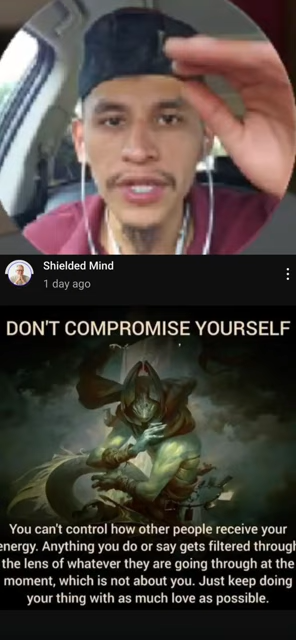 Shielded Mind
1 day ago
DON'T COMPROMISE YOURSELF
You can't control how other people receive your
energy. Anything you do or say gets filtered through
the lens of whatever they are going through at the
moment, which is not about you. Just keep doing
your thing with as much love as possible.